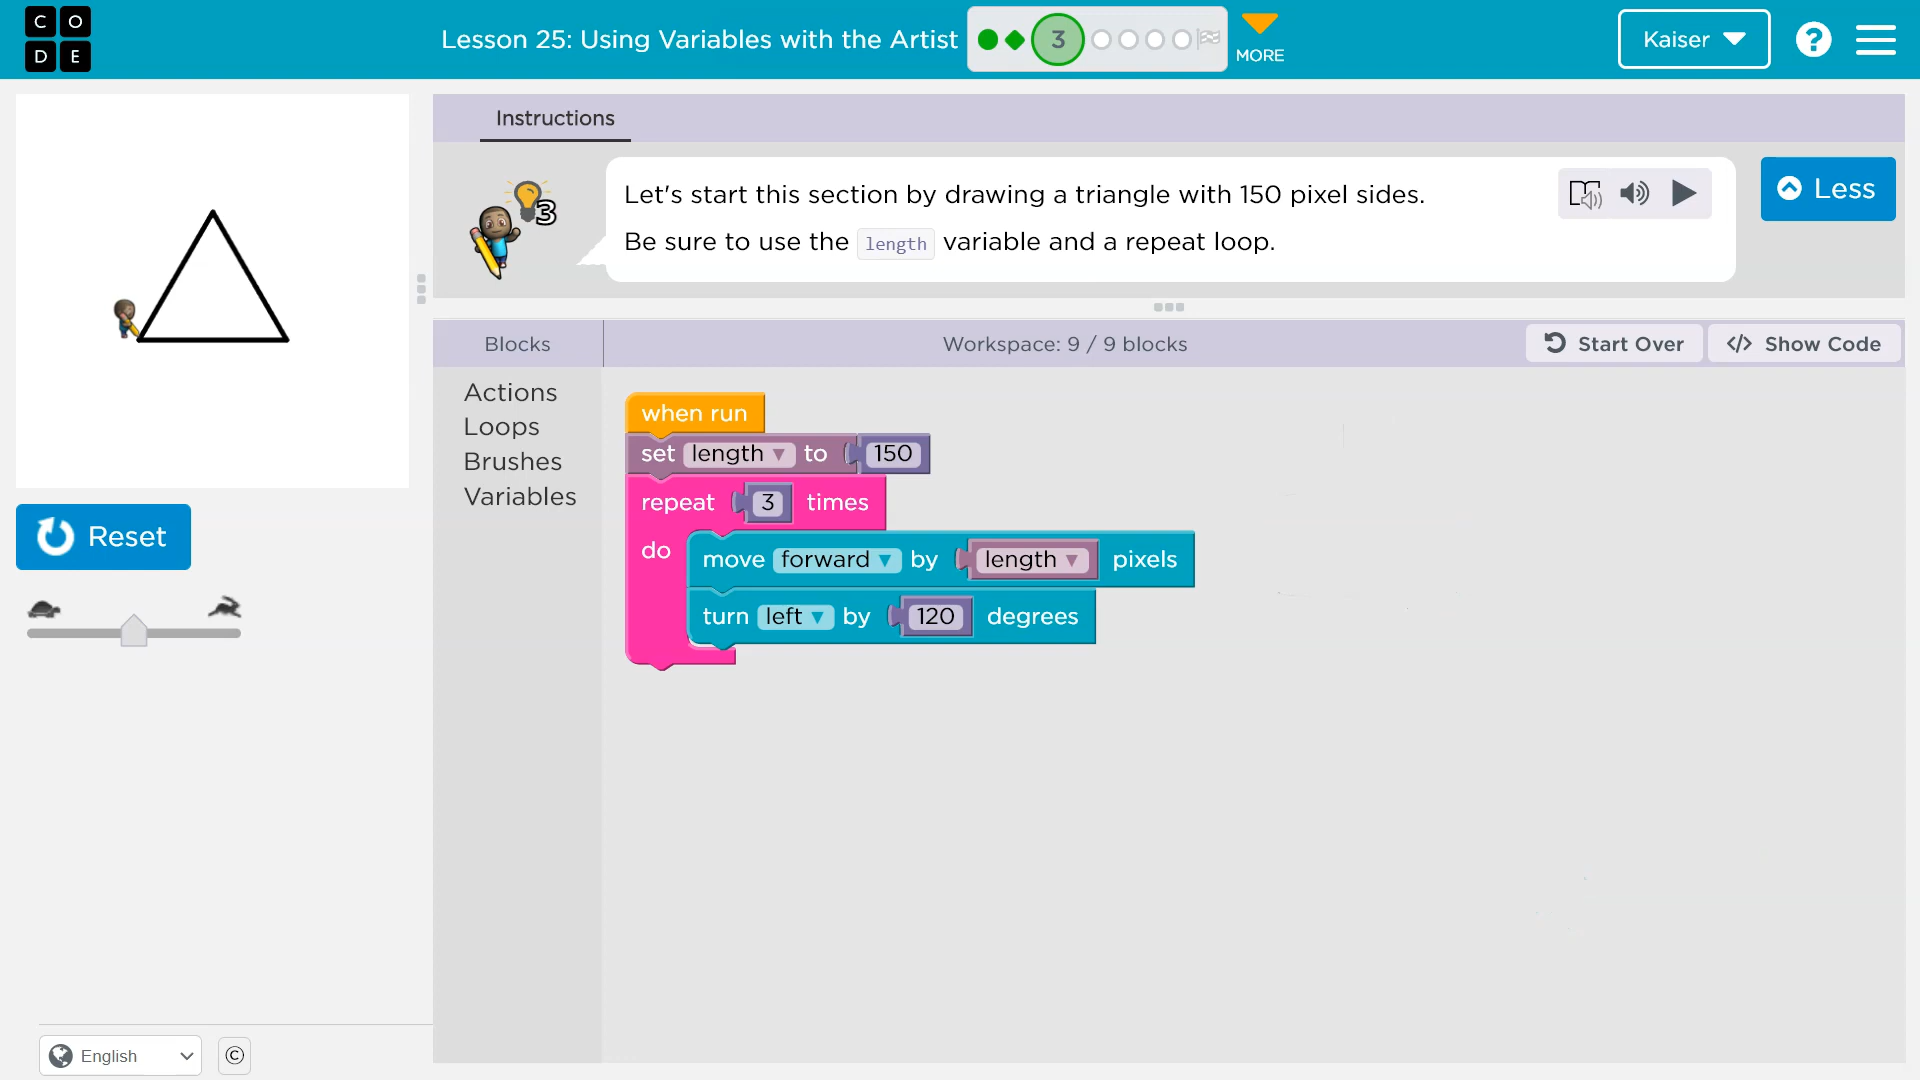 C O
D E
Lesson 25: Using Variables with the Artist
3
MORE
Kaiser
?
Instructions
3
Let's start this section by drawing a triangle with 150 pixel sides.
Be sure to use the length variable and a repeat loop.
Less
Blocks
Workspace: 9 / 9 blocks
Start Over
</> Show Code
Actions
Loops
Brushes
Variables
when run
set length ▼ to 150
repeat 3 times
do
move forward ▼ by length ▼ pixels
turn left ▼ by 120 degrees
Reset
English
©